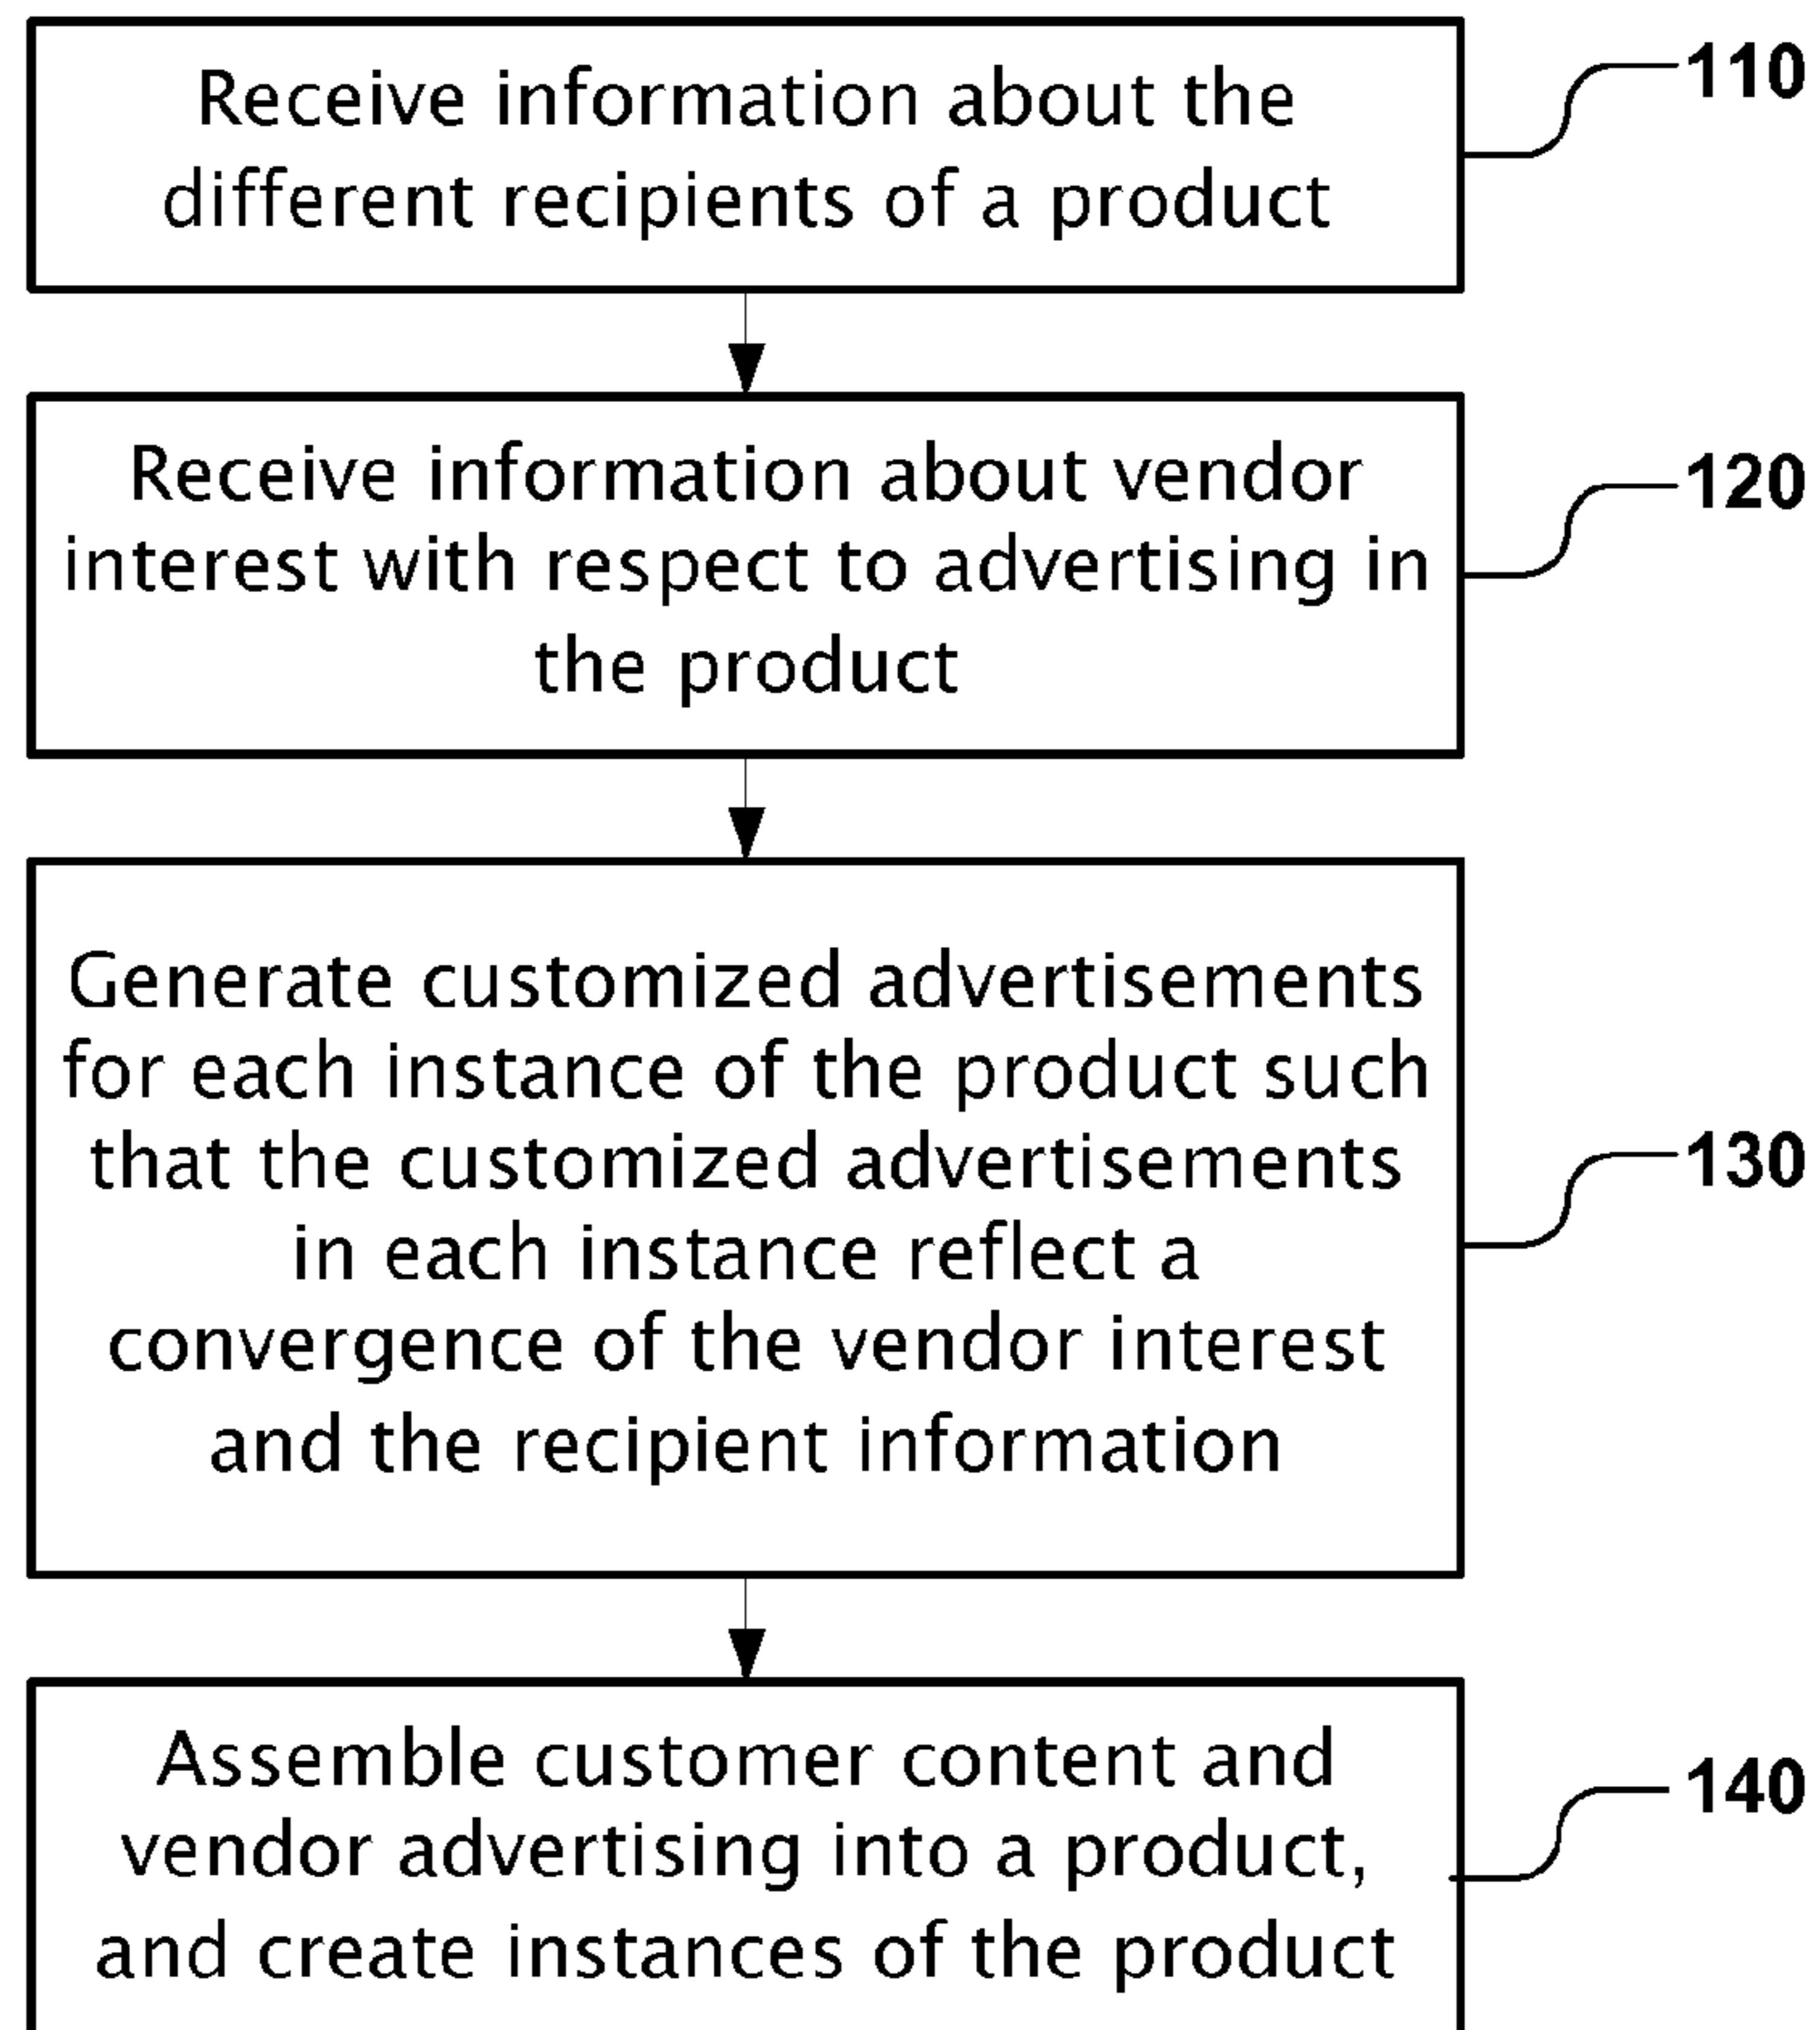 Receive information about the
different recipients of a product
110
Receive information about vendor
interest with respect to advertising in
the product
120
Generate customized advertisements
for each instance of the product such
that the customized advertisements
in each instance reflect a
convergence of the vendor interest
and the recipient information
130
Assemble customer content and
vendor advertising into a product,
and create instances of the product
140